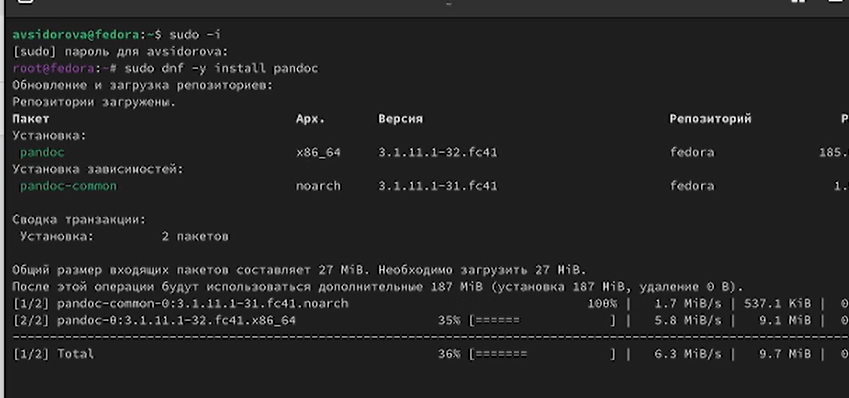 avsidorova@fedora:~$ sudo -i
[sudo] пароль для avsidorova:
root@fedora:~# sudo dnf -y install pandoc
Обновление и загрузка репозиториев:
Репозитории загружены.
Пакет Арх. Версия Репозиторий Р
Установка:
pandoc x86_64 3.1.11.1-32.fc41 fedora 185.
Установка зависимостей:
pandoc-common noarch 3.1.11.1-31.fc41 fedora 1.
Сводка транзакции:
Установка: 2 пакетов
Общий размер входящих пакетов составляет 27 MiB. Необходимо загрузить 27 MiB.
После этой операции будут использоваться дополнительные 187 MiB (установка 187 MiB, удаление 0 B).
[1/2] pandoc-common-0:3.1.11.1-31.fc41.noarch 100% | 1.7 MiB/s | 537.1 KiB | 0
[2/2] pandoc-0:3.1.11.1-32.fc41.x86_64 35% [====== ] | 5.8 MiB/s | 9.1 MiB | 0
--------------------------------------------------------------------------------
[1/2] Total 36% [======= ] | 6.3 MiB/s | 9.7 MiB | 0